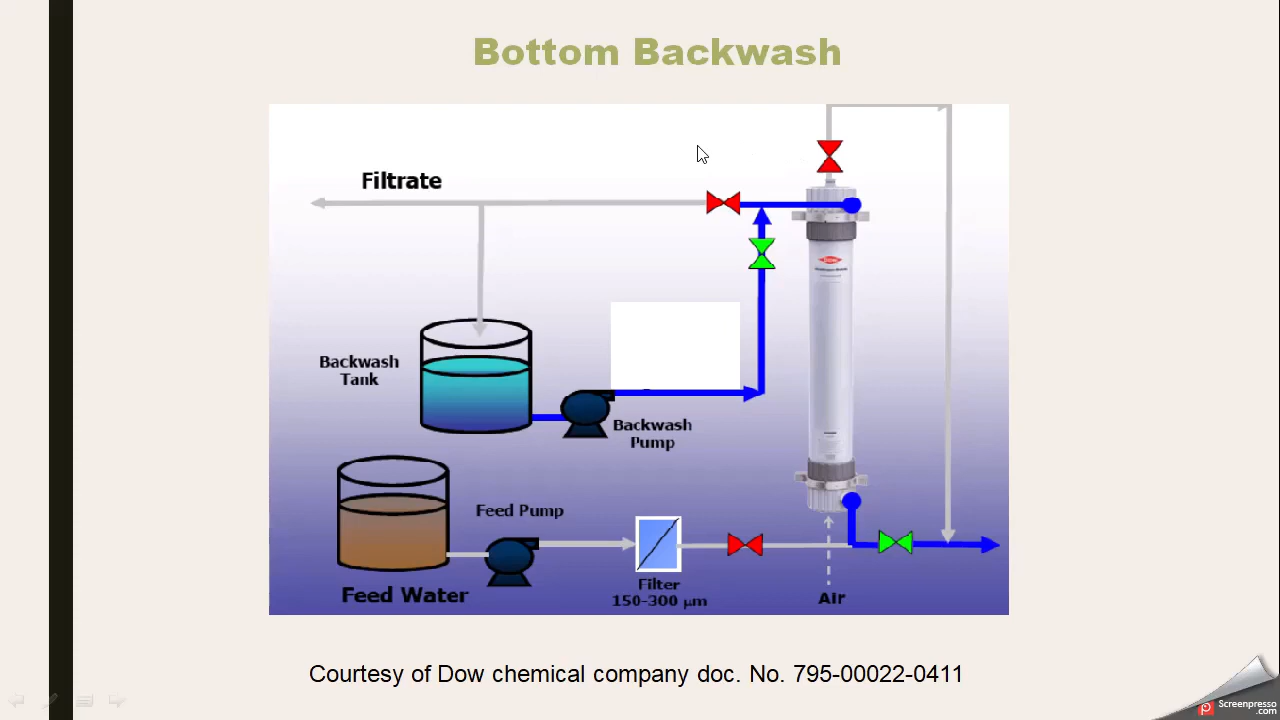 Bottom Backwash
Filtrate
Backwash
Tank
Backwash
Pump
Feed Pump
Feed Water
Filter
150-300 μm
Air
Courtesy of Dow chemical company doc. No. 795-00022-0411
Screenpresso
.com